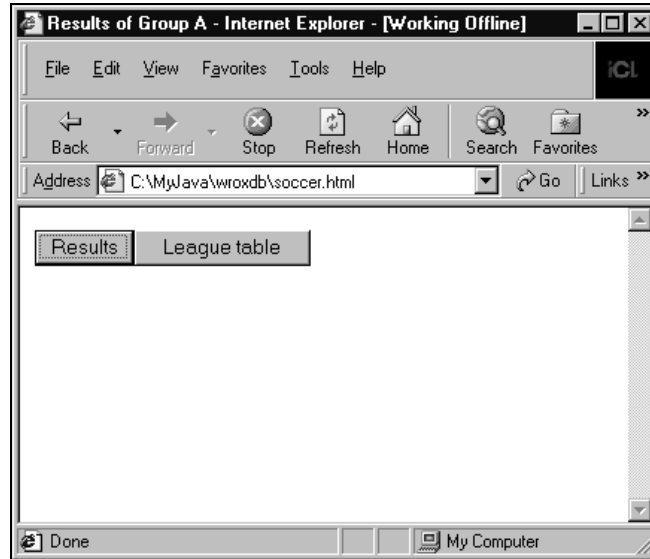 Results of Group A - Internet Explorer - [Working Offline]
File Edit View Favorites Tools Help
iCL
Back Forward Stop Refresh Home Search Favorites »
Address C:\MyJava\wroxdb\soccer.html Go Links »
Results League table
Done My Computer